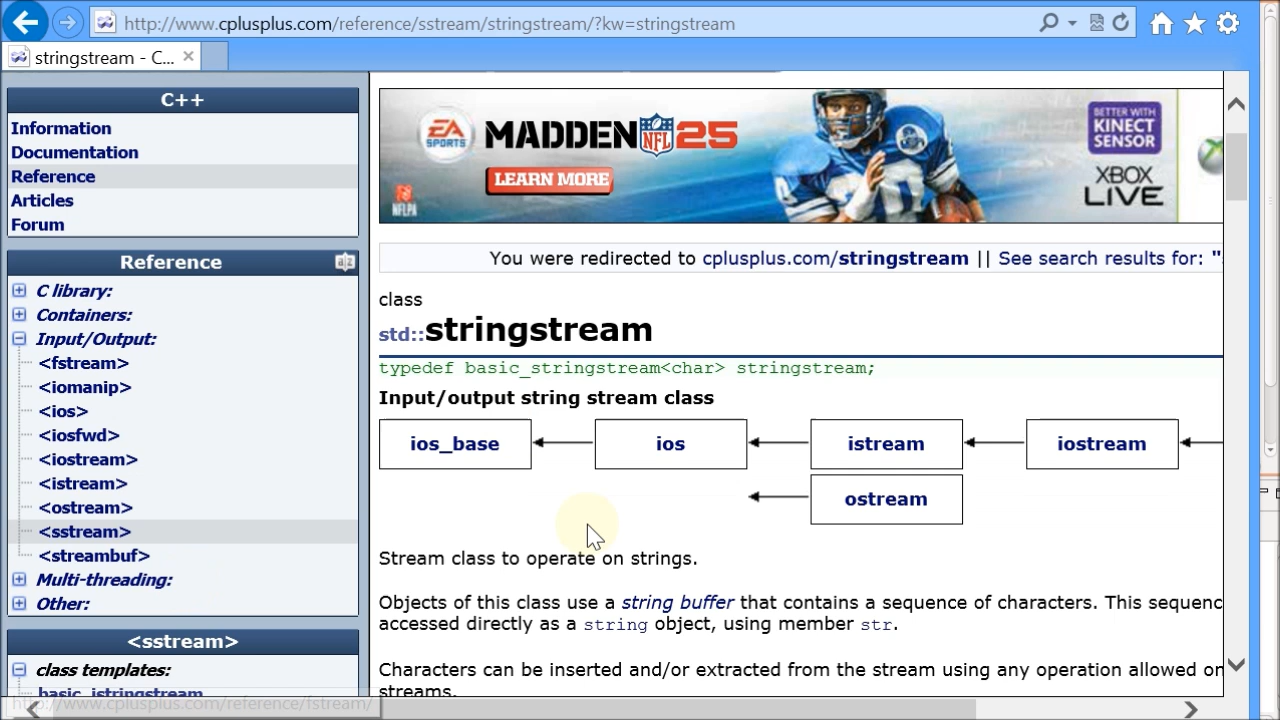 http://www.cplusplus.com/reference/sstream/stringstream/?kw=stringstream
stringstream - C...
C++
Information
Documentation
Reference
Articles
Forum
Reference
C library:
Containers:
Input/Output:
<fstream>
<iomanip>
<ios>
<iosfwd>
<iostream>
<istream>
<ostream>
<sstream>
<streambuf>
Multi-threading:
Other:
<sstream>
class templates:
basic_istringstream
http://www.cplusplus.com/reference/fstream/
EA SPORTS
MADDEN NFL 25
LEARN MORE
NFLPA
BETTER WITH
KINECT
SENSOR
XBOX
LIVE
You were redirected to cplusplus.com/stringstream || See search results for: "
class
std::stringstream
typedef basic_stringstream<char> stringstream;
Input/output string stream class
ios_base
ios
istream
iostream
ostream
Stream class to operate on strings.
Objects of this class use a string buffer that contains a sequence of characters. This sequenc
accessed directly as a string object, using member str.
Characters can be inserted and/or extracted from the stream using any operation allowed on
streams.